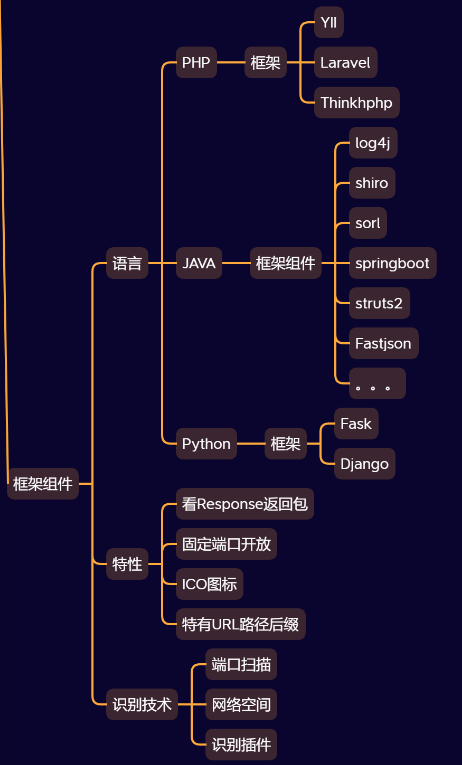 YII
PHP
框架
Laravel
Thinkhphp
log4j
shiro
sorl
语言
JAVA
框架组件
springboot
struts2
Fastjson
。。。
Fask
Python
框架
Django
框架组件
看Response返回包
固定端口开放
特性
ICO图标
特有URL路径后缀
端口扫描
识别技术
网络空间
识别插件